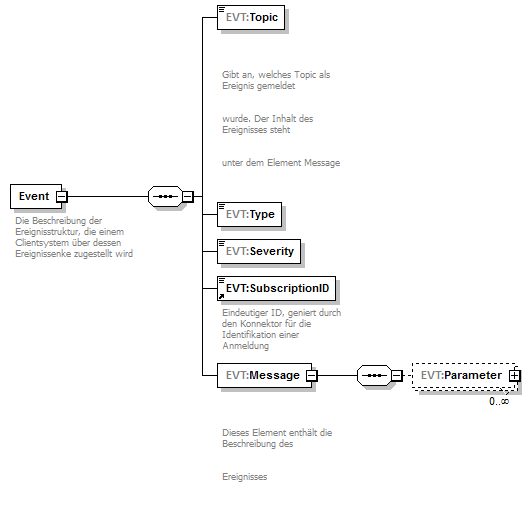 EVT:Topic
Gibt an, welches Topic als
Ereignis gemeldet
wurde. Der Inhalt des
Ereignisses steht
unter dem Element Message
Event
Die Beschreibung der
Ereignisstruktur, die einem
Clientsystem über dessen
Ereignissenke zugestellt wird
EVT:Type
EVT:Severity
EVT:SubscriptionID
Eindeutiger ID, geniert durch
den Konnektor für die
Identifikation einer
Anmeldung
EVT:Message
EVT:Parameter
0..∞
Dieses Element enthält die
Beschreibung des
Ereignisses